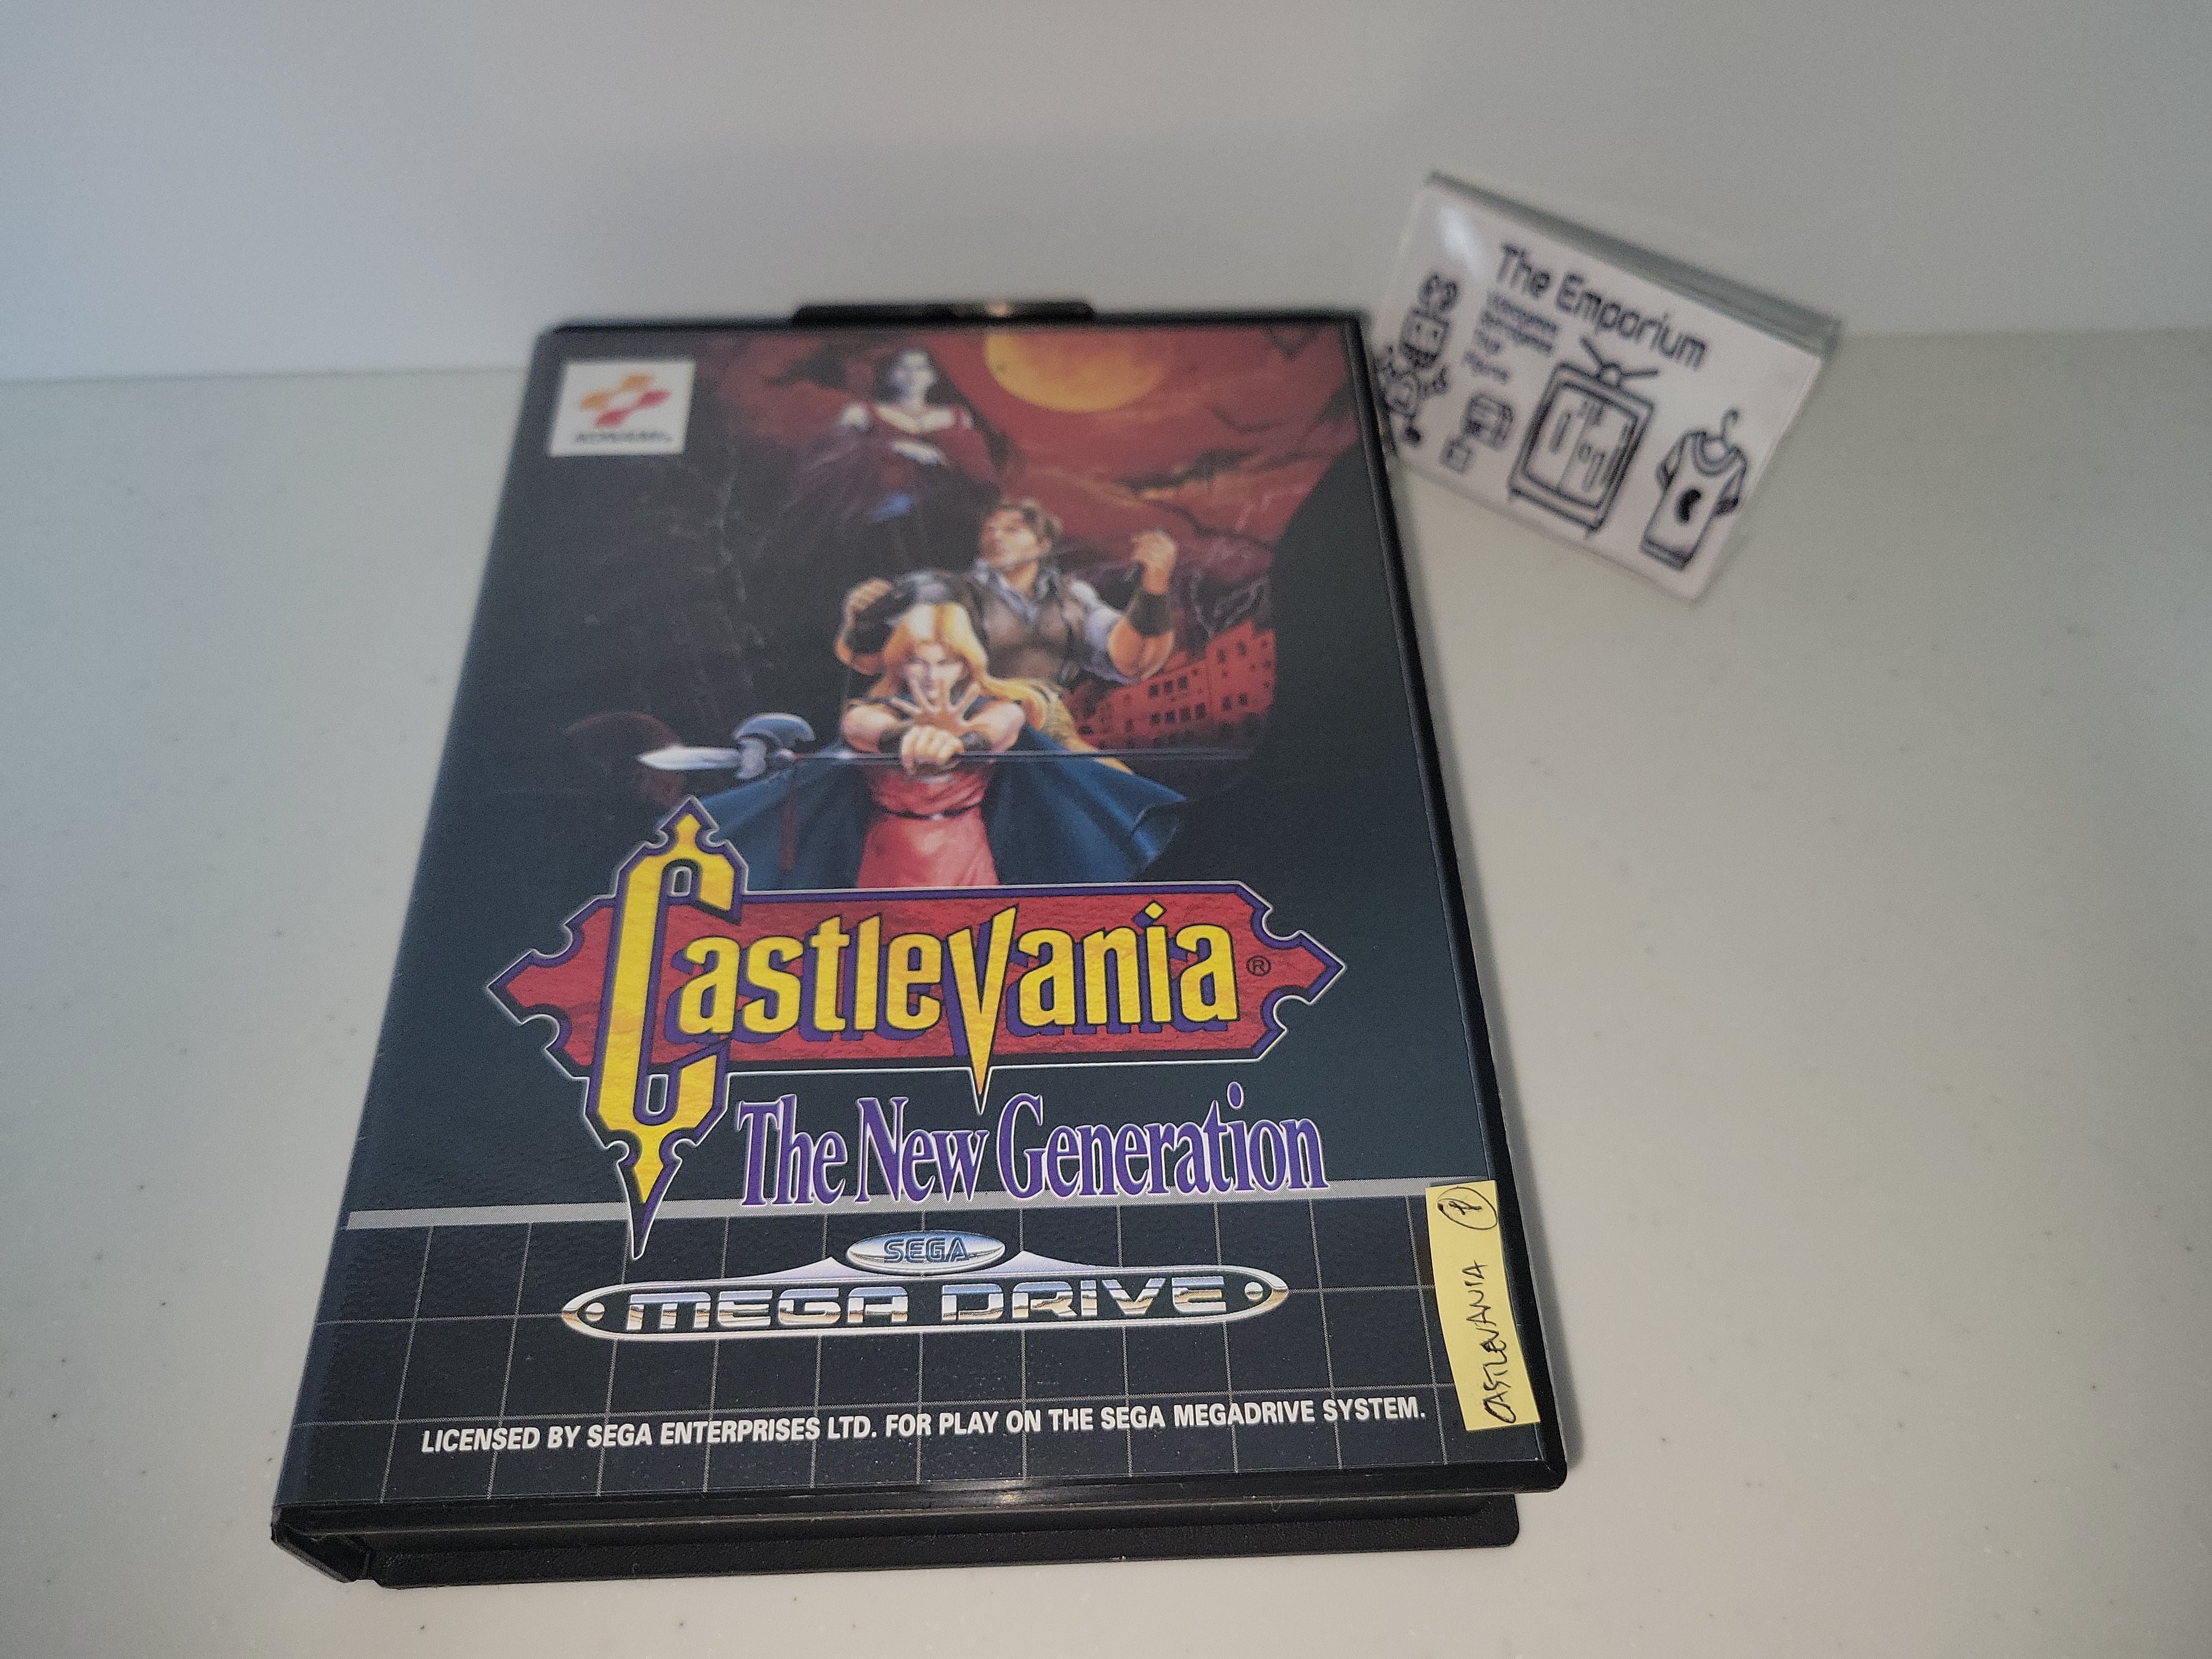 The Emporium
KONAMI
Castlevania®
The New Generation
SEGA
MEGA DRIVE
LICENSED BY SEGA ENTERPRISES LTD. FOR PLAY ON THE SEGA MEGADRIVE SYSTEM.
CASTLEVANIA